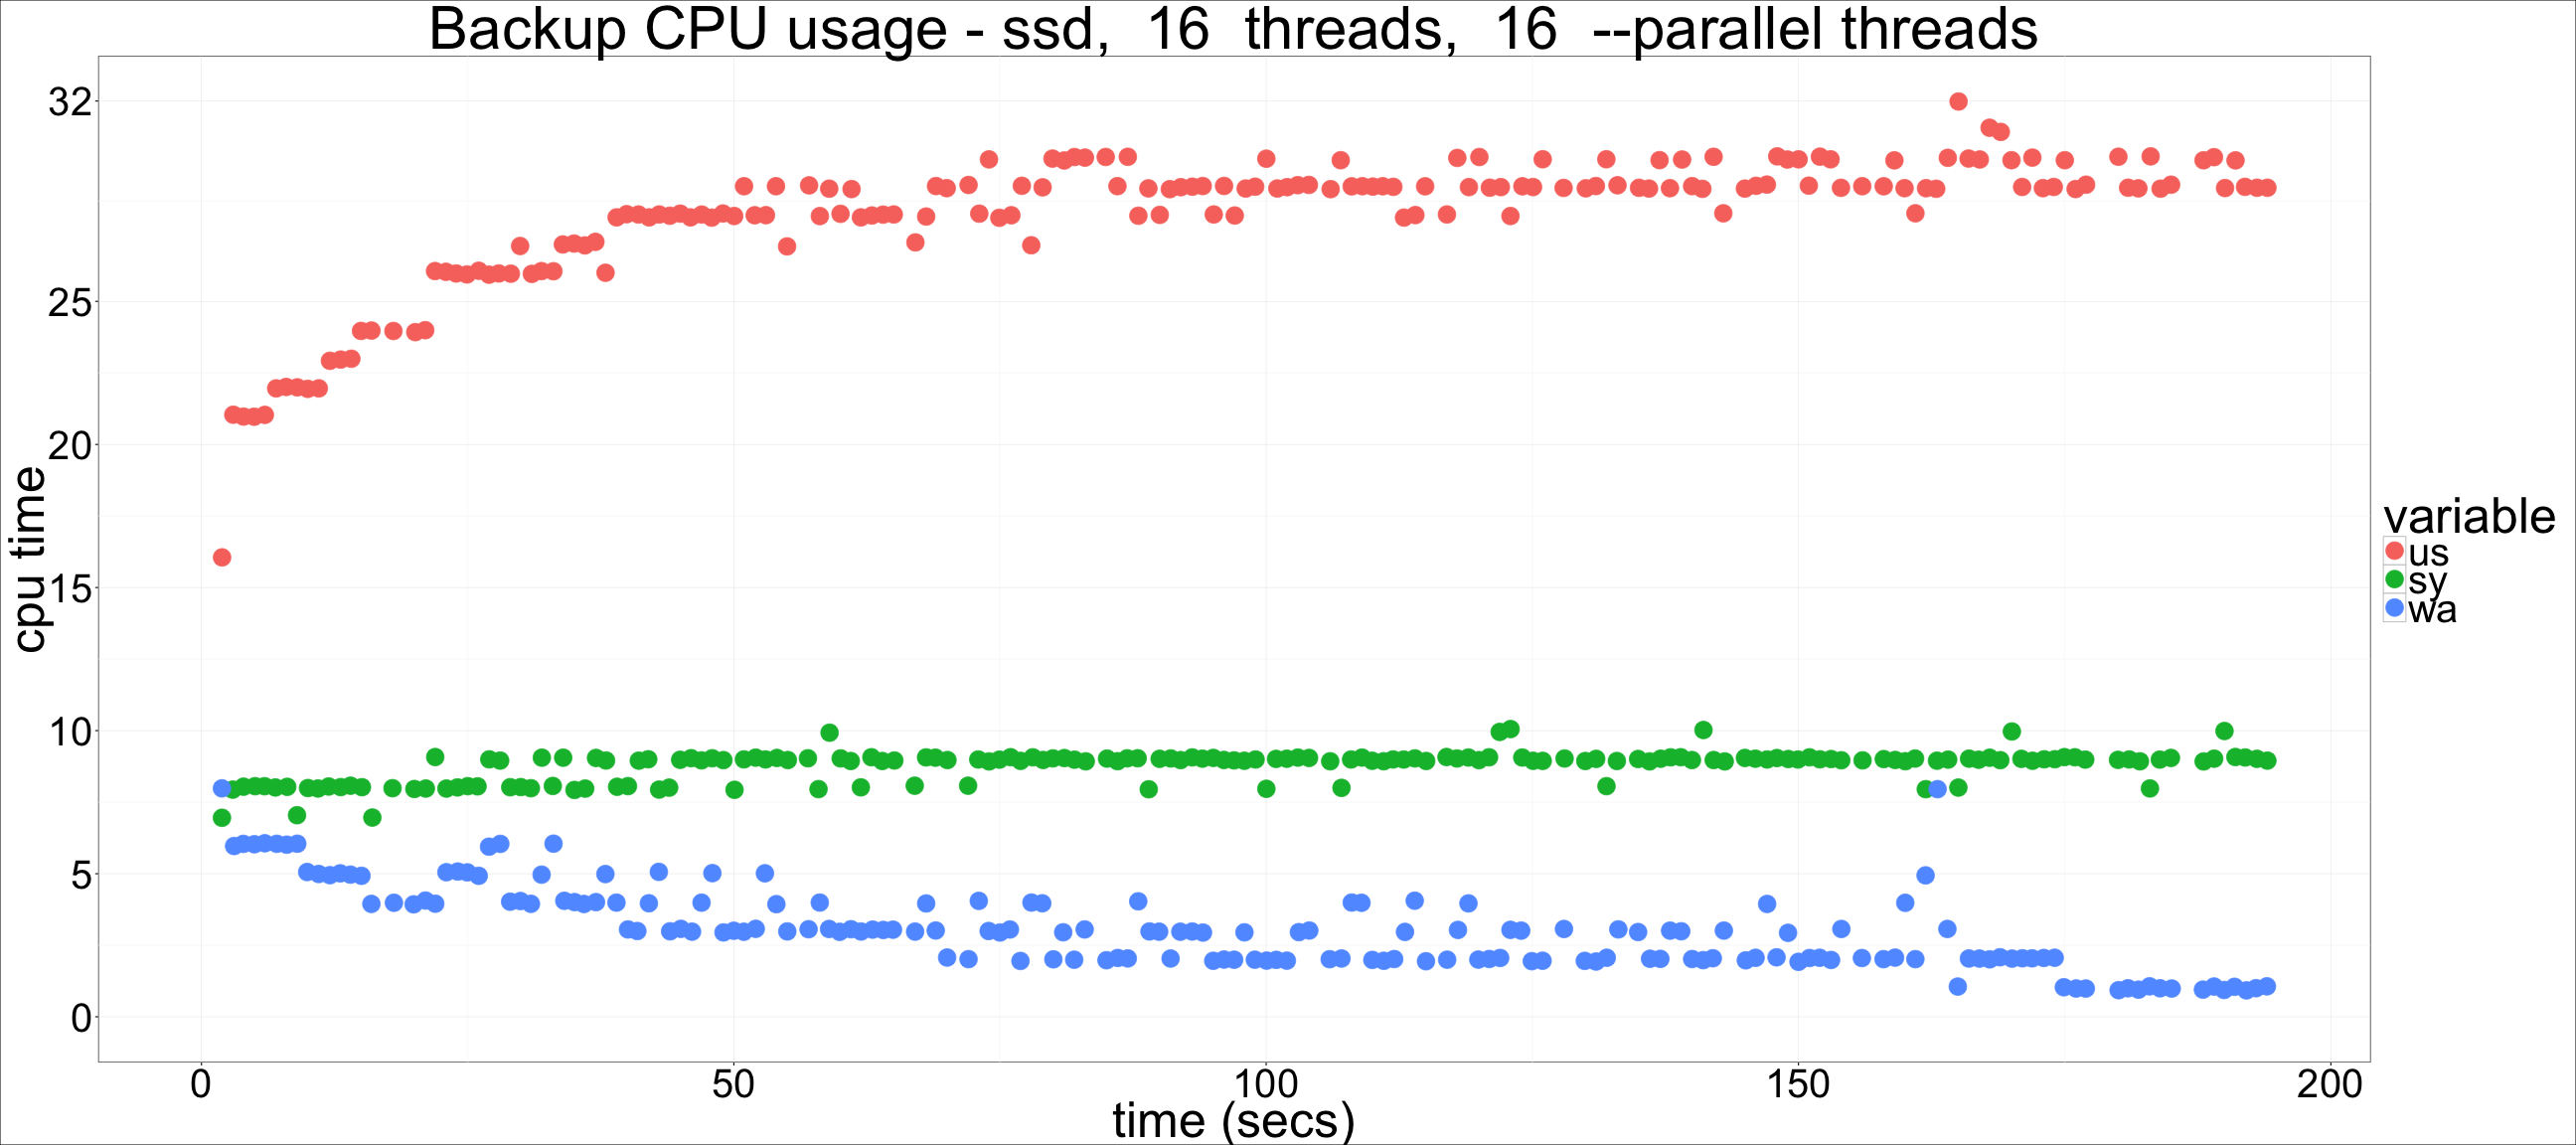 Backup CPU usage - ssd,  16  threads,  16  --parallel threads
32
25
20
15
10
5
0
cpu time
0 50 100 150 200
time (secs)
variable
us
sy
wa